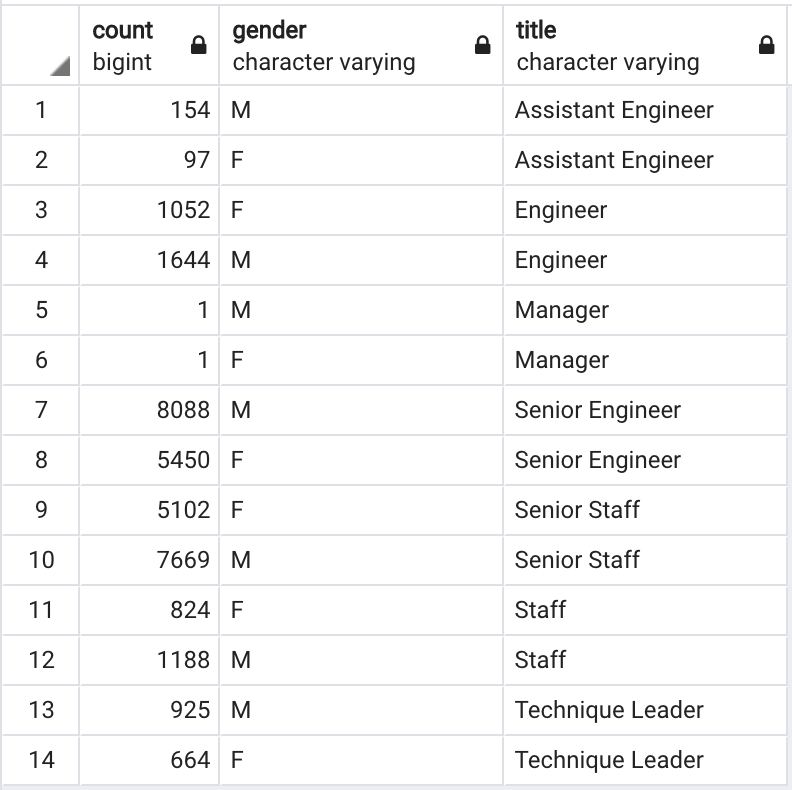 count gender title
bigint character varying character varying
1 154 M Assistant Engineer
2 97 F Assistant Engineer
3 1052 F Engineer
4 1644 M Engineer
5 1 M Manager
6 1 F Manager
7 8088 M Senior Engineer
8 5450 F Senior Engineer
9 5102 F Senior Staff
10 7669 M Senior Staff
11 824 F Staff
12 1188 M Staff
13 925 M Technique Leader
14 664 F Technique Leader